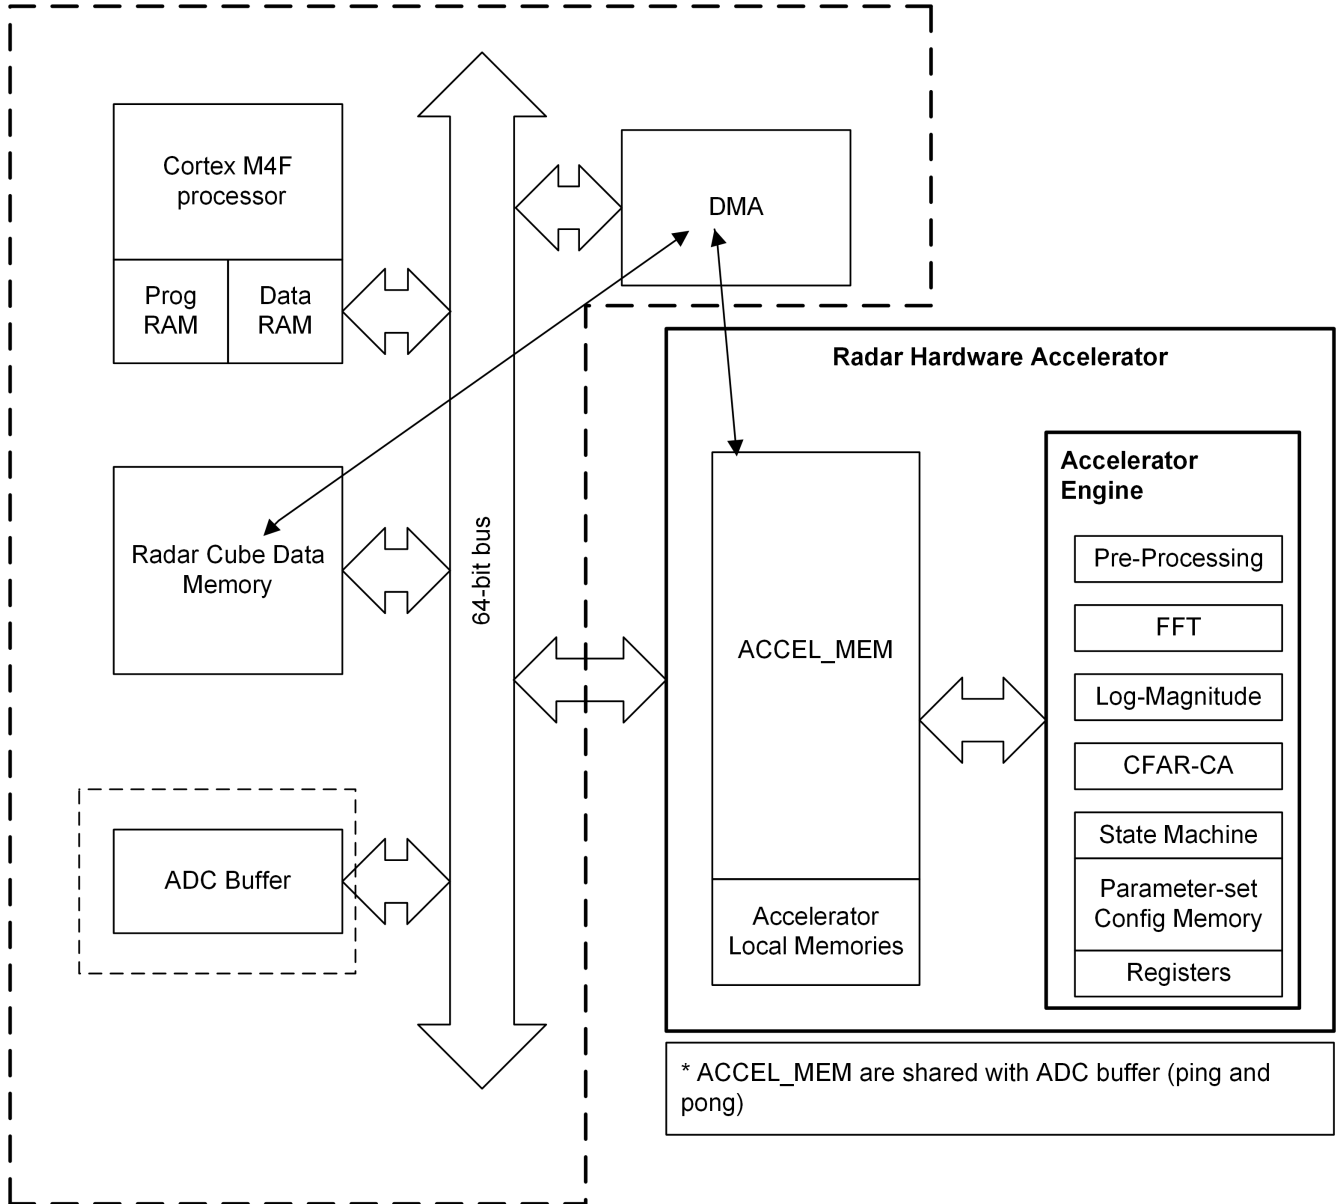 Cortex M4F
processor
Prog
RAM
Data
RAM
DMA
Radar Cube Data
Memory
64-bit bus
ADC Buffer
Radar Hardware Accelerator
ACCEL_MEM
Accelerator
Local Memories
Accelerator
Engine
Pre-Processing
FFT
Log-Magnitude
CFAR-CA
State Machine
Parameter-set
Config Memory
Registers
* ACCEL_MEM are shared with ADC buffer (ping and
pong)